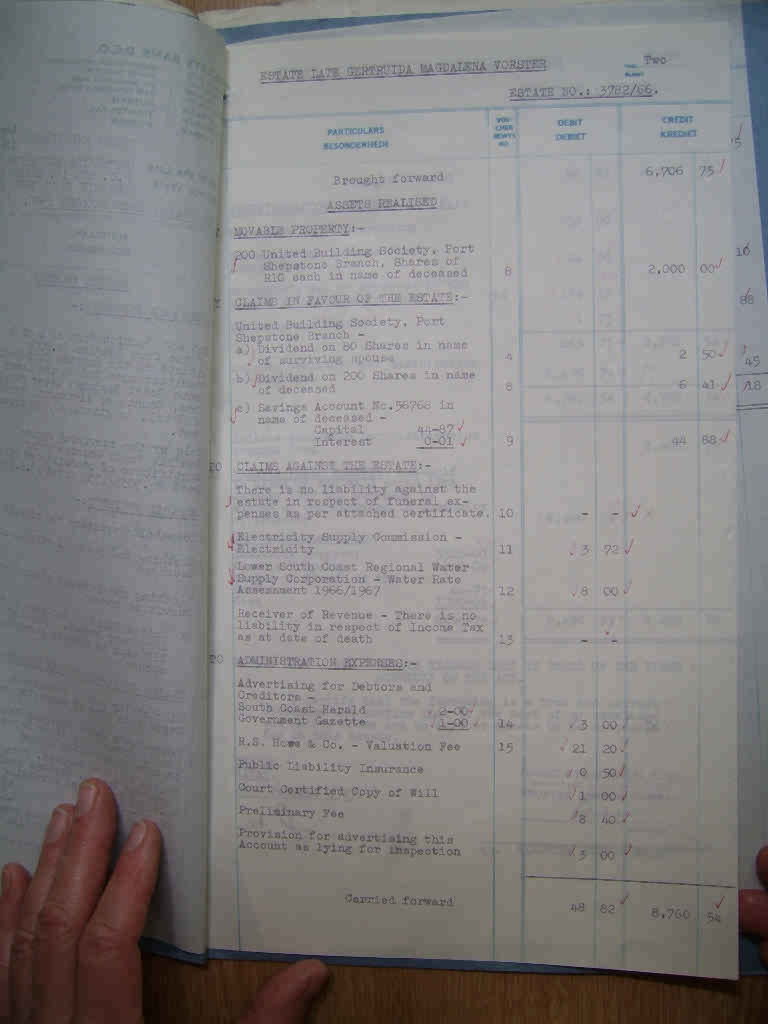 ESTATE LATE GERTRUIDA MAGDALENA VORSTER
Two
ESTATE NO.: 3782/66.
PARTICULARS
BESONDERHEDE
DEBIT
DEBIET
CREDIT
KREDIET
Brought forward 6,706 75
ASSETS REALISED
MOVABLE PROPERTY:-
200 United Building Society, Port
Shepstone Branch, Shares of
R10 each in name of deceased 8 2,000 00
CLAIMS IN FAVOUR OF THE ESTATE:-
United Building Society, Port
Shepstone Branch -
a) Dividend on 80 Shares in name
of surviving spouse 4 2 50
b) Dividend on 200 Shares in name
of deceased 8 6 41
c) Savings Account No.56768 in
name of deceased -
Capital 44-87
Interest 0-01 9 44 88
TO CLAIMS AGAINST THE ESTATE:-
There is no liability against the
estate in respect of funeral ex-
penses as per attached certificate. 10 - -
Electricity Supply Commission -
Electricity 11 3 72
Lower South Coast Regional Water
Supply Corporation - Water Rate
Assessment 1966/1967 12 8 00
Receiver of Revenue - There is no
liability in respect of Income Tax
as at date of death 13 - -
TO ADMINISTRATION EXPENSES:-
Advertising for Debtors and
Creditors -
South Coast Herald 2-00
Government Gazette 1-00 14 3 00
R.S. Howe & Co. - Valuation Fee 15 21 20
Public Liability Insurance 0 50
Court Certified Copy of Will 1 00
Preliminary Fee 8 40
Provision for advertising this
Account as lying for inspection 3 00
Carried forward 48 82 8,760 54
16
88
45
18